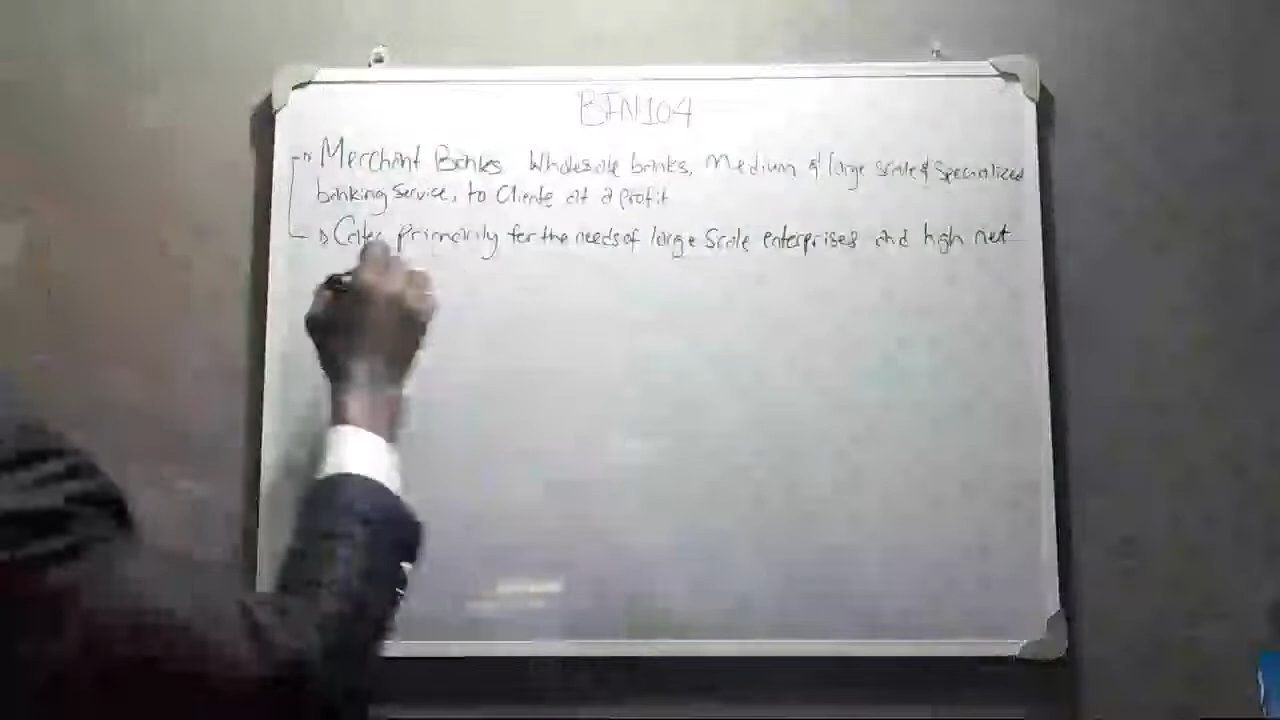 BFN104
Merchant Banks Wholesale banks, Medium & large scale & Specialized
banking Service, to Clients at a profit
Cater primarily for the needs of large Scale enterprises and high net